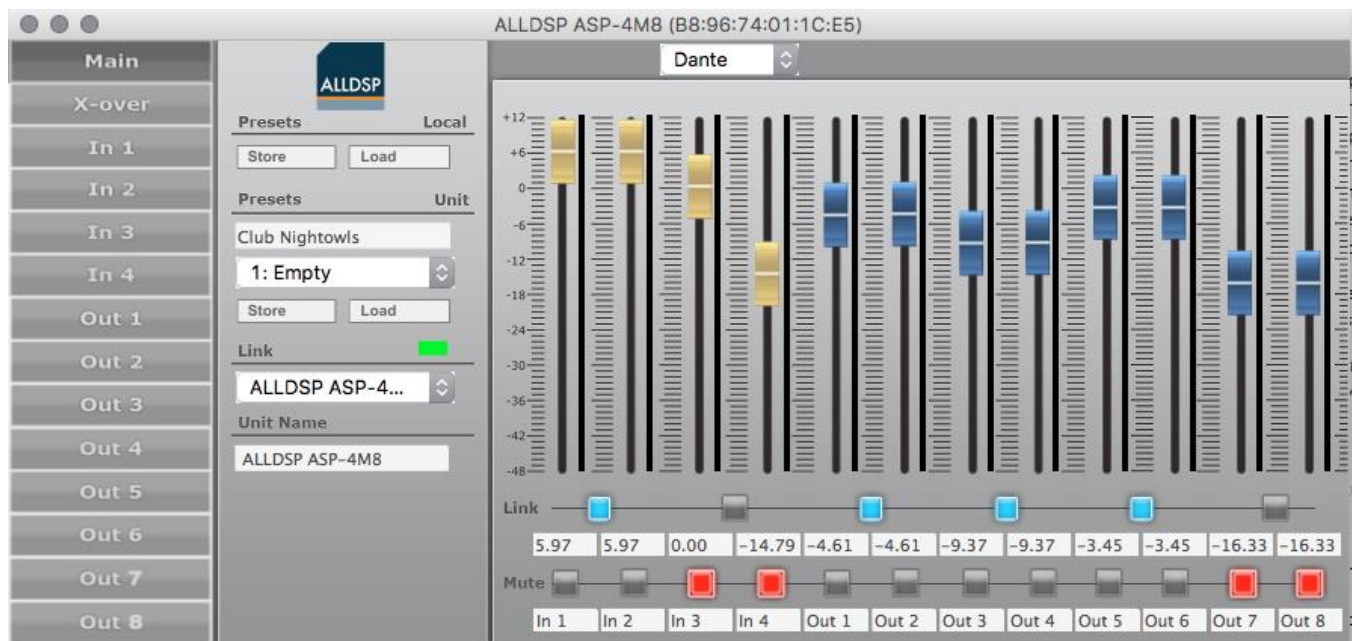 ALLDSP ASP-4M8 (B8:96:74:01:1C:E5)
Main
X-over
In 1
In 2
In 3
In 4
Out 1
Out 2
Out 3
Out 4
Out 5
Out 6
Out 7
Out 8
ALLDSP
Presets Local
Store Load
Presets Unit
Club Nightowls
1: Empty
Store Load
Link
ALLDSP ASP-4...
Unit Name
ALLDSP ASP-4M8
Dante
+12
+6
0
-6
-12
-18
-24
-30
-36
-42
-48
Link
5.97 5.97 0.00 -14.79 -4.61 -4.61 -9.37 -9.37 -3.45 -3.45 -16.33 -16.33
Mute
In 1 In 2 In 3 In 4 Out 1 Out 2 Out 3 Out 4 Out 5 Out 6 Out 7 Out 8